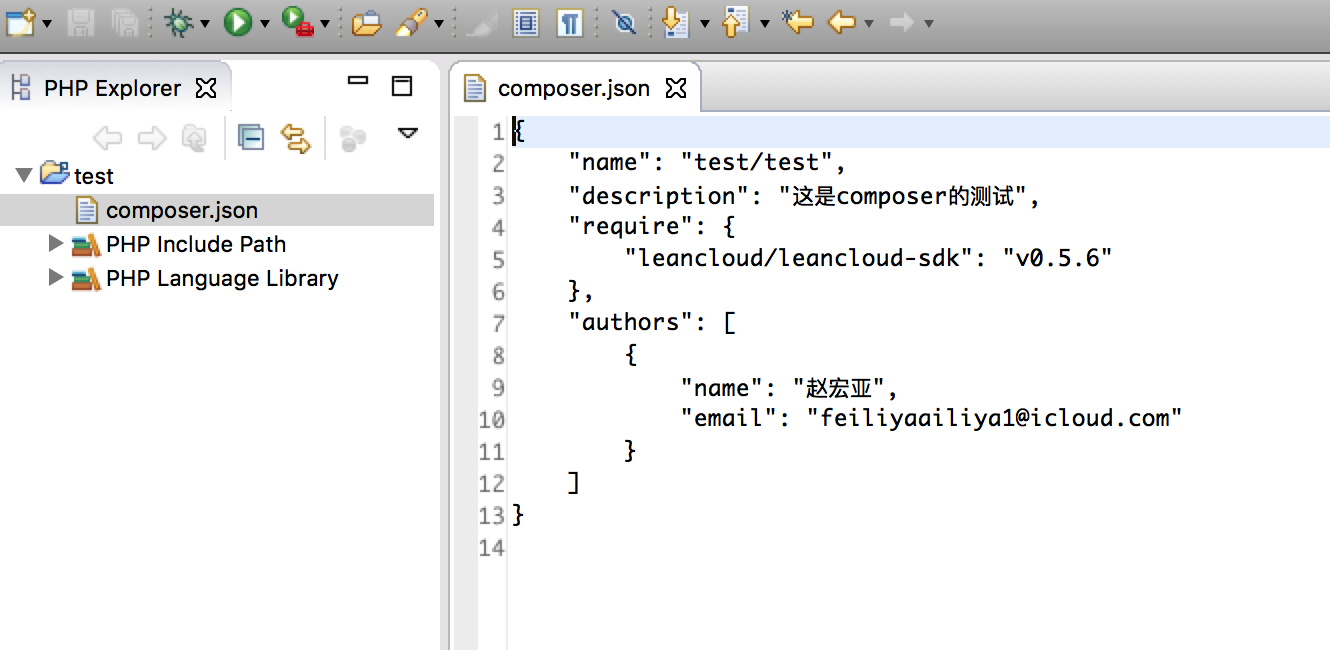 PHP Explorer
test
composer.json
PHP Include Path
PHP Language Library
composer.json
1 {
2 "name": "test/test",
3 "description": "这是composer的测试",
4 "require": {
5 "leancloud/leancloud-sdk": "v0.5.6"
6 },
7 "authors": [
8 {
9 "name": "赵宏亚",
10 "email": "feiliyaailiya1@icloud.com"
11 }
12 ]
13 }
14